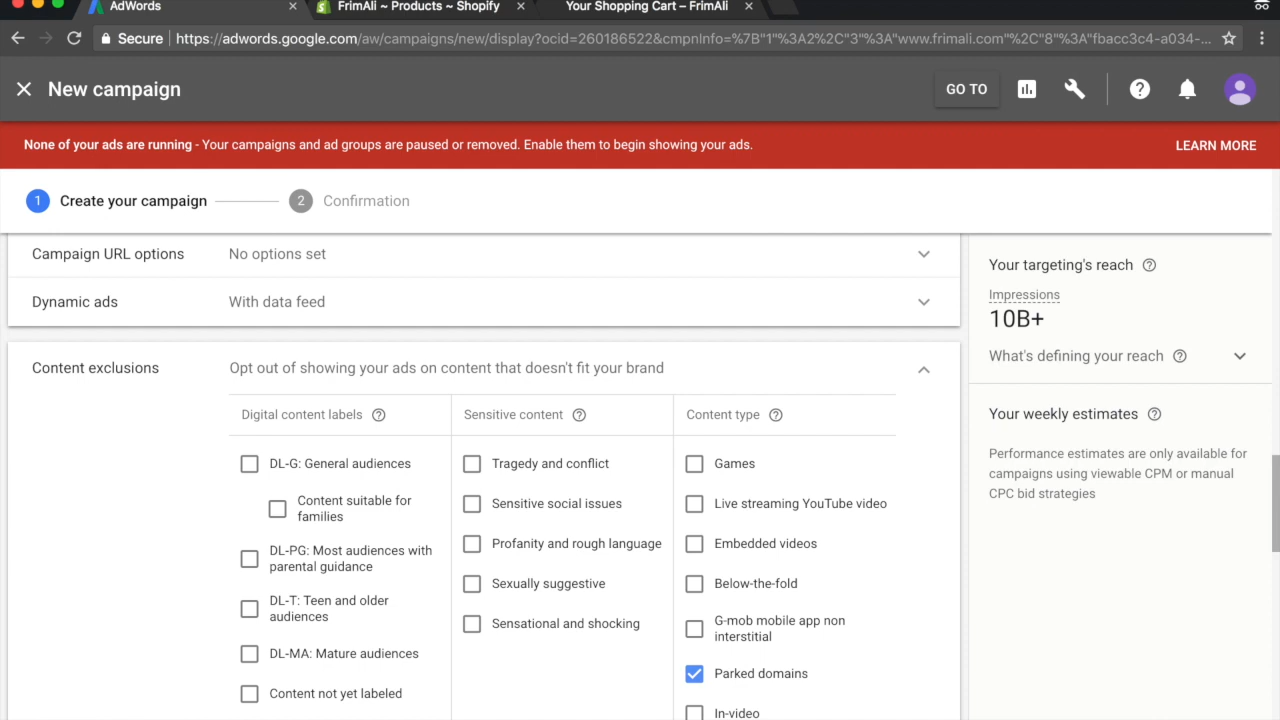 AdWords
FrimAli ~ Products ~ Shopify
Your Shopping Cart – FrimAli
Secure
https://adwords.google.com/aw/campaigns/new/display?ocid=260186522&cmpnInfo=%7B"1"%3A2%2C"3"%3A"www.frimali.com"%2C"8"%3A"fbacc3c4-a034-...
New campaign
GO TO
None of your ads are running - Your campaigns and ad groups are paused or removed. Enable them to begin showing your ads.
LEARN MORE
1 Create your campaign
2 Confirmation
Campaign URL options
No options set
Dynamic ads
With data feed
Content exclusions
Opt out of showing your ads on content that doesn't fit your brand
Digital content labels
DL-G: General audiences
Content suitable for
families
DL-PG: Most audiences with
parental guidance
DL-T: Teen and older
audiences
DL-MA: Mature audiences
Content not yet labeled
Sensitive content
Tragedy and conflict
Sensitive social issues
Profanity and rough language
Sexually suggestive
Sensational and shocking
Content type
Games
Live streaming YouTube video
Embedded videos
Below-the-fold
G-mob mobile app non
interstitial
Parked domains
In-video
Your targeting's reach
Impressions
10B+
What's defining your reach
Your weekly estimates
Performance estimates are only available for
campaigns using viewable CPM or manual
CPC bid strategies